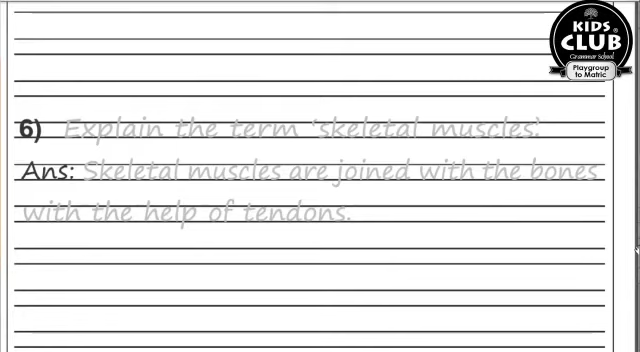 KIDS
CLUB
Grammar School
Playgroup
to Matric
6) Explain the term 'skeletal muscles'.
Ans: Skeletal muscles are joined with the bones
with the help of tendons.